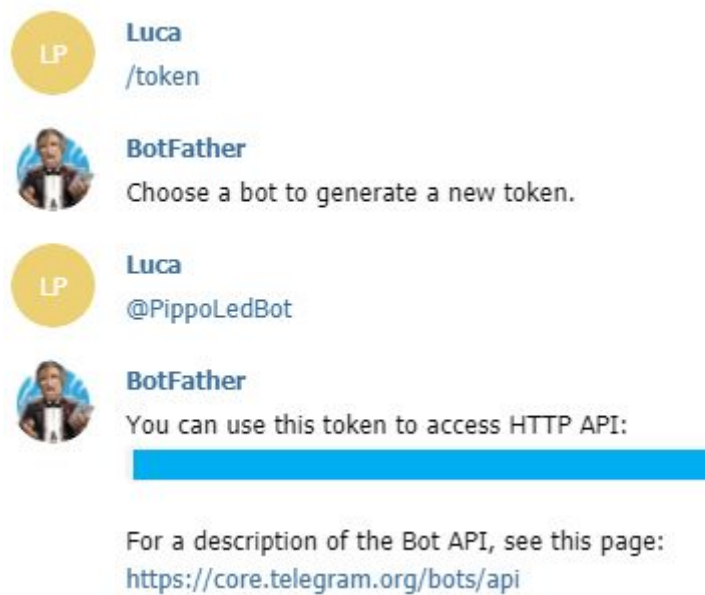 LP
Luca
/token
BotFather
Choose a bot to generate a new token.
LP
Luca
@PippoLedBot
BotFather
You can use this token to access HTTP API:
For a description of the Bot API, see this page:
https://core.telegram.org/bots/api